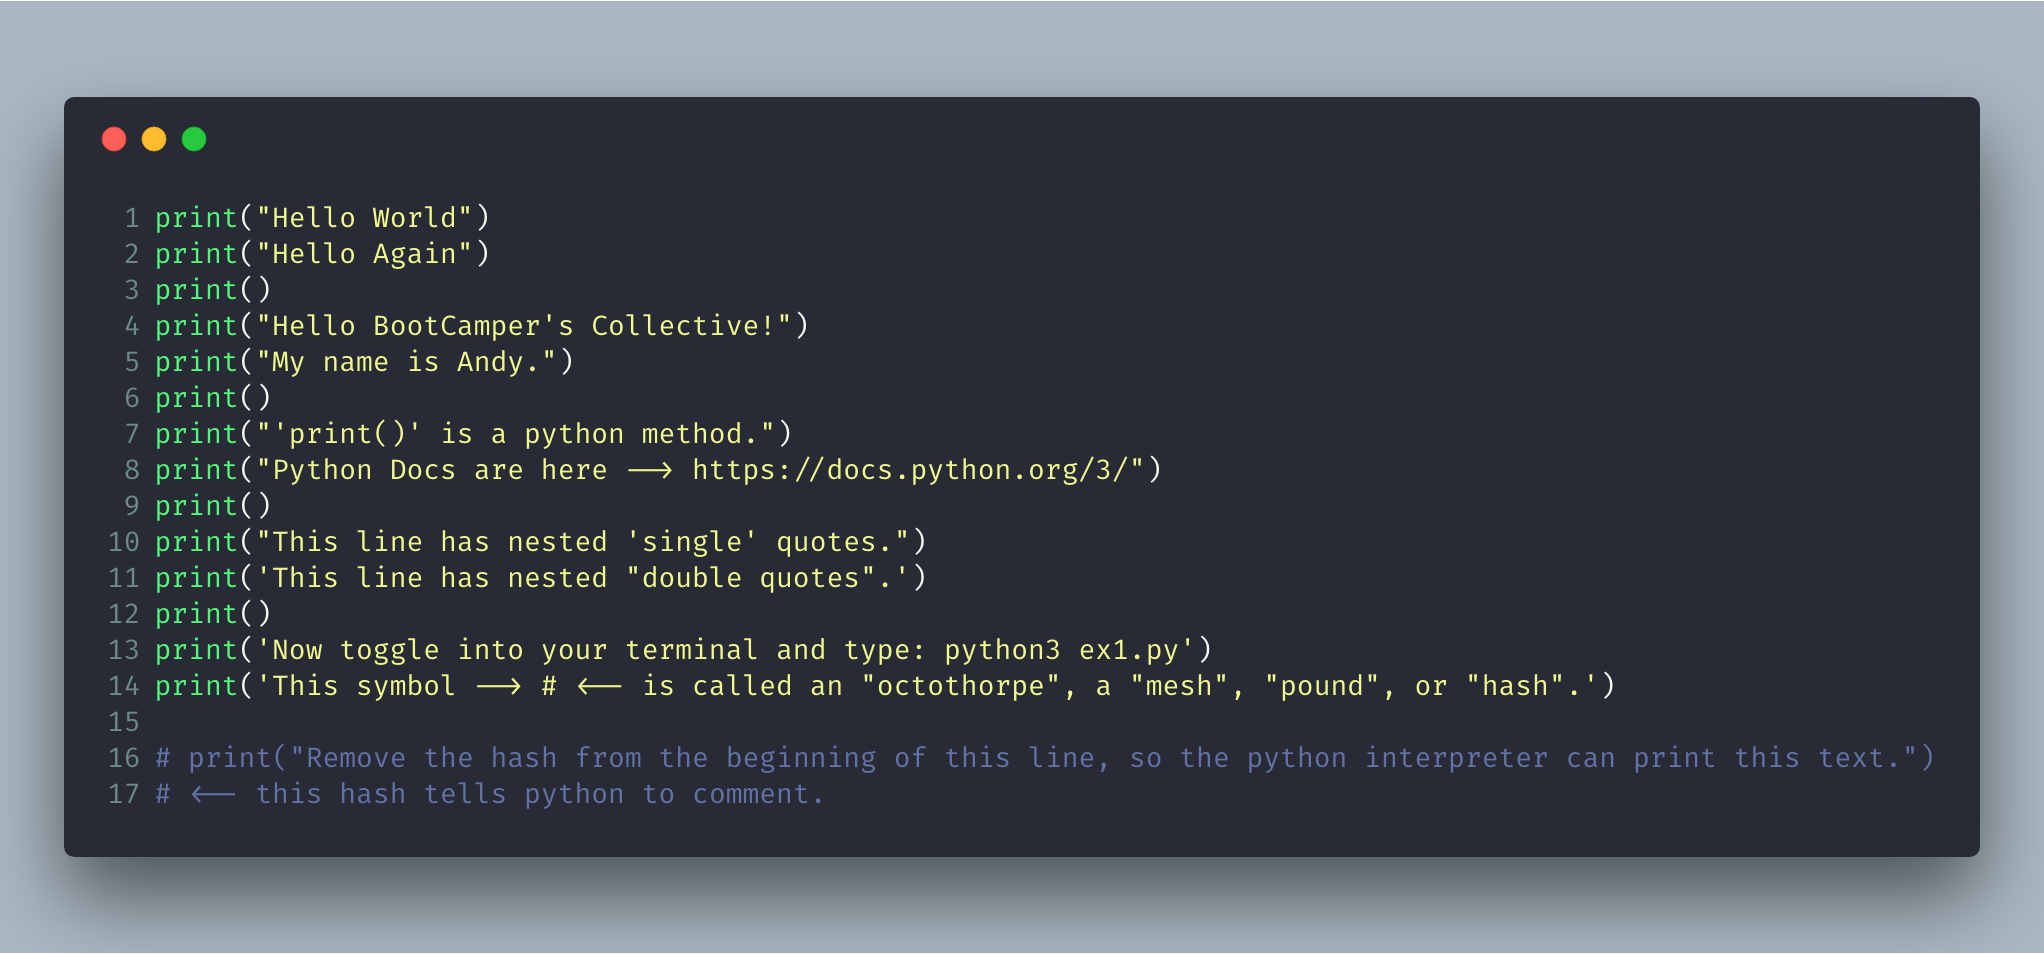 1 print("Hello World")
2 print("Hello Again")
3 print()
4 print("Hello BootCamper's Collective!")
5 print("My name is Andy.")
6 print()
7 print("'print()' is a python method.")
8 print("Python Docs are here --> https://docs.python.org/3/")
9 print()
10 print("This line has nested 'single' quotes.")
11 print('This line has nested "double quotes".')
12 print()
13 print('Now toggle into your terminal and type: python3 ex1.py')
14 print('This symbol --> # <-- is called an "octothorpe", a "mesh", "pound", or "hash".')
15
16 # print("Remove the hash from the beginning of this line, so the python interpreter can print this text.")
17 # <-- this hash tells python to comment.